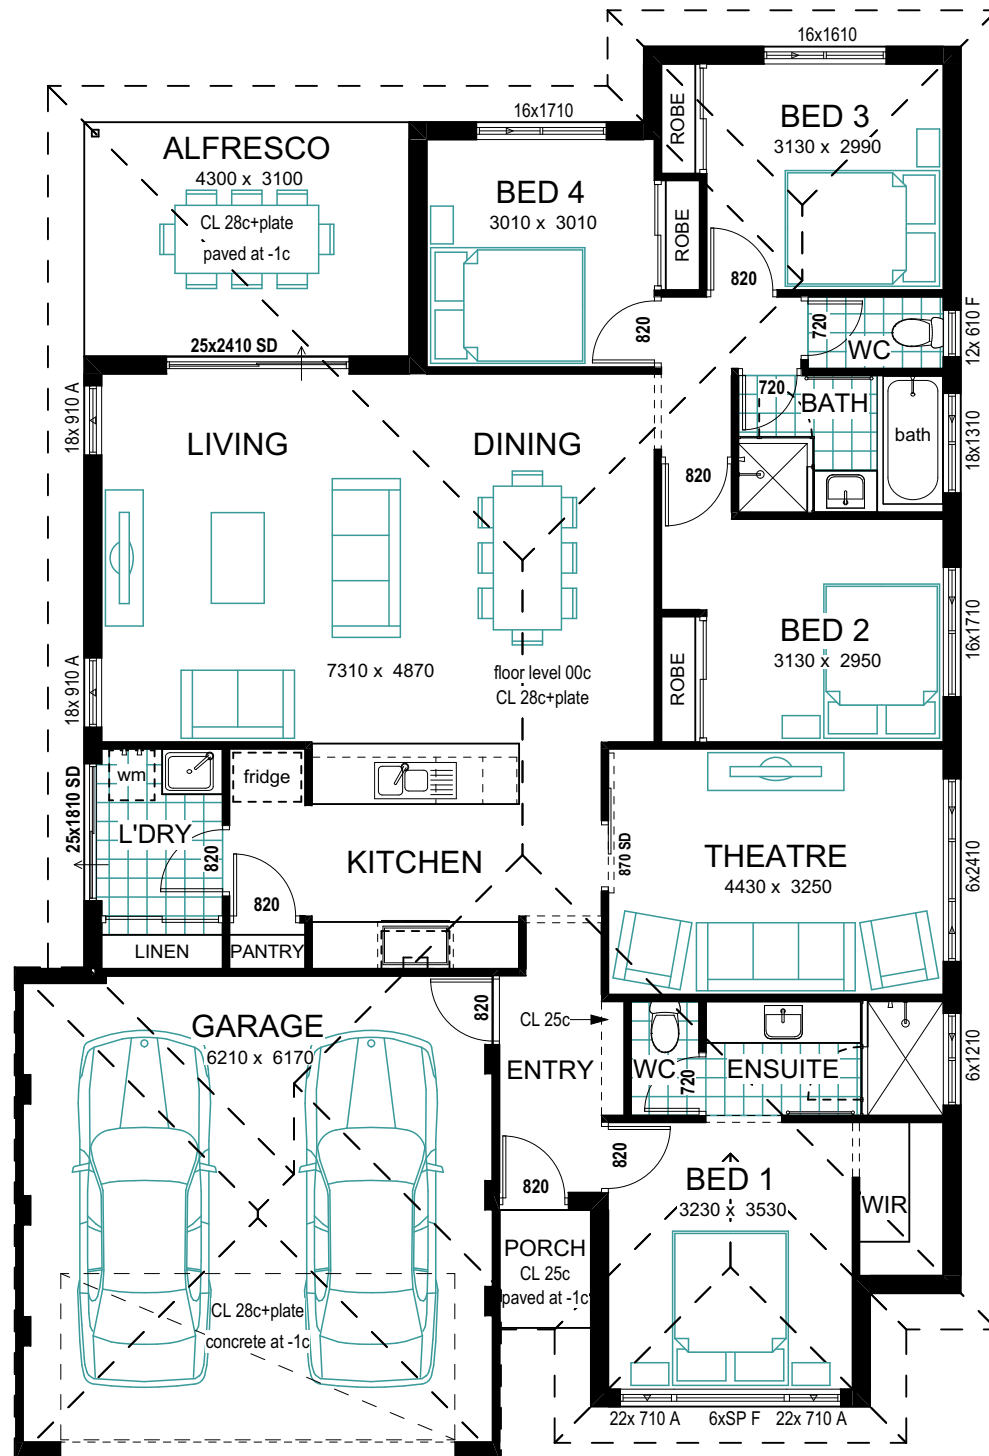 16x1610
16x1710
ROBE
BED 3
3130 x 2990
ALFRESCO
4300 x 3100
CL 28c+plate
paved at -1c
BED 4
3010 x 3010
ROBE
820
820
720
WC
12x 610 F
25x2410 SD
18x 910 A
LIVING
DINING
720
BATH
bath
18x1310
820
BED 2
3130 x 2950
16x1710
ROBE
7310 x 4870
floor level 00c
CL 28c+plate
18x 910 A
wm
fridge
25x1810 SD
L'DRY
820
820
KITCHEN
870 SD
THEATRE
4430 x 3250
6x2410
LINEN
PANTRY
GARAGE
6210 x 6170
820
CL 25c
ENTRY
WC
720
ENSUITE
6x1210
820
820
BED 1
3230 x 3530
WIR
PORCH
CL 25c
paved at -1c
CL 28c+plate
concrete at -1c
22x 710 A
6xSP F
22x 710 A